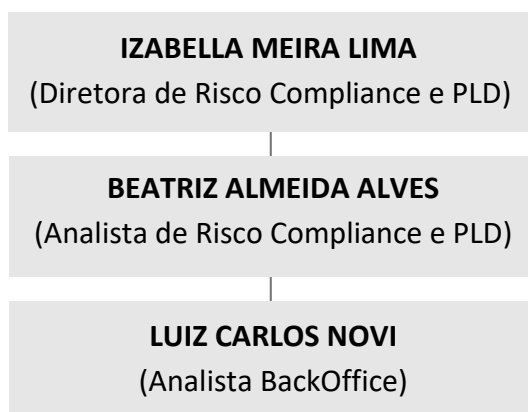 IZABELLA MEIRA LIMA
(Diretora de Risco Compliance e PLD)
BEATRIZ ALMEIDA ALVES
(Analista de Risco Compliance e PLD)
LUIZ CARLOS NOVI
(Analista BackOffice)